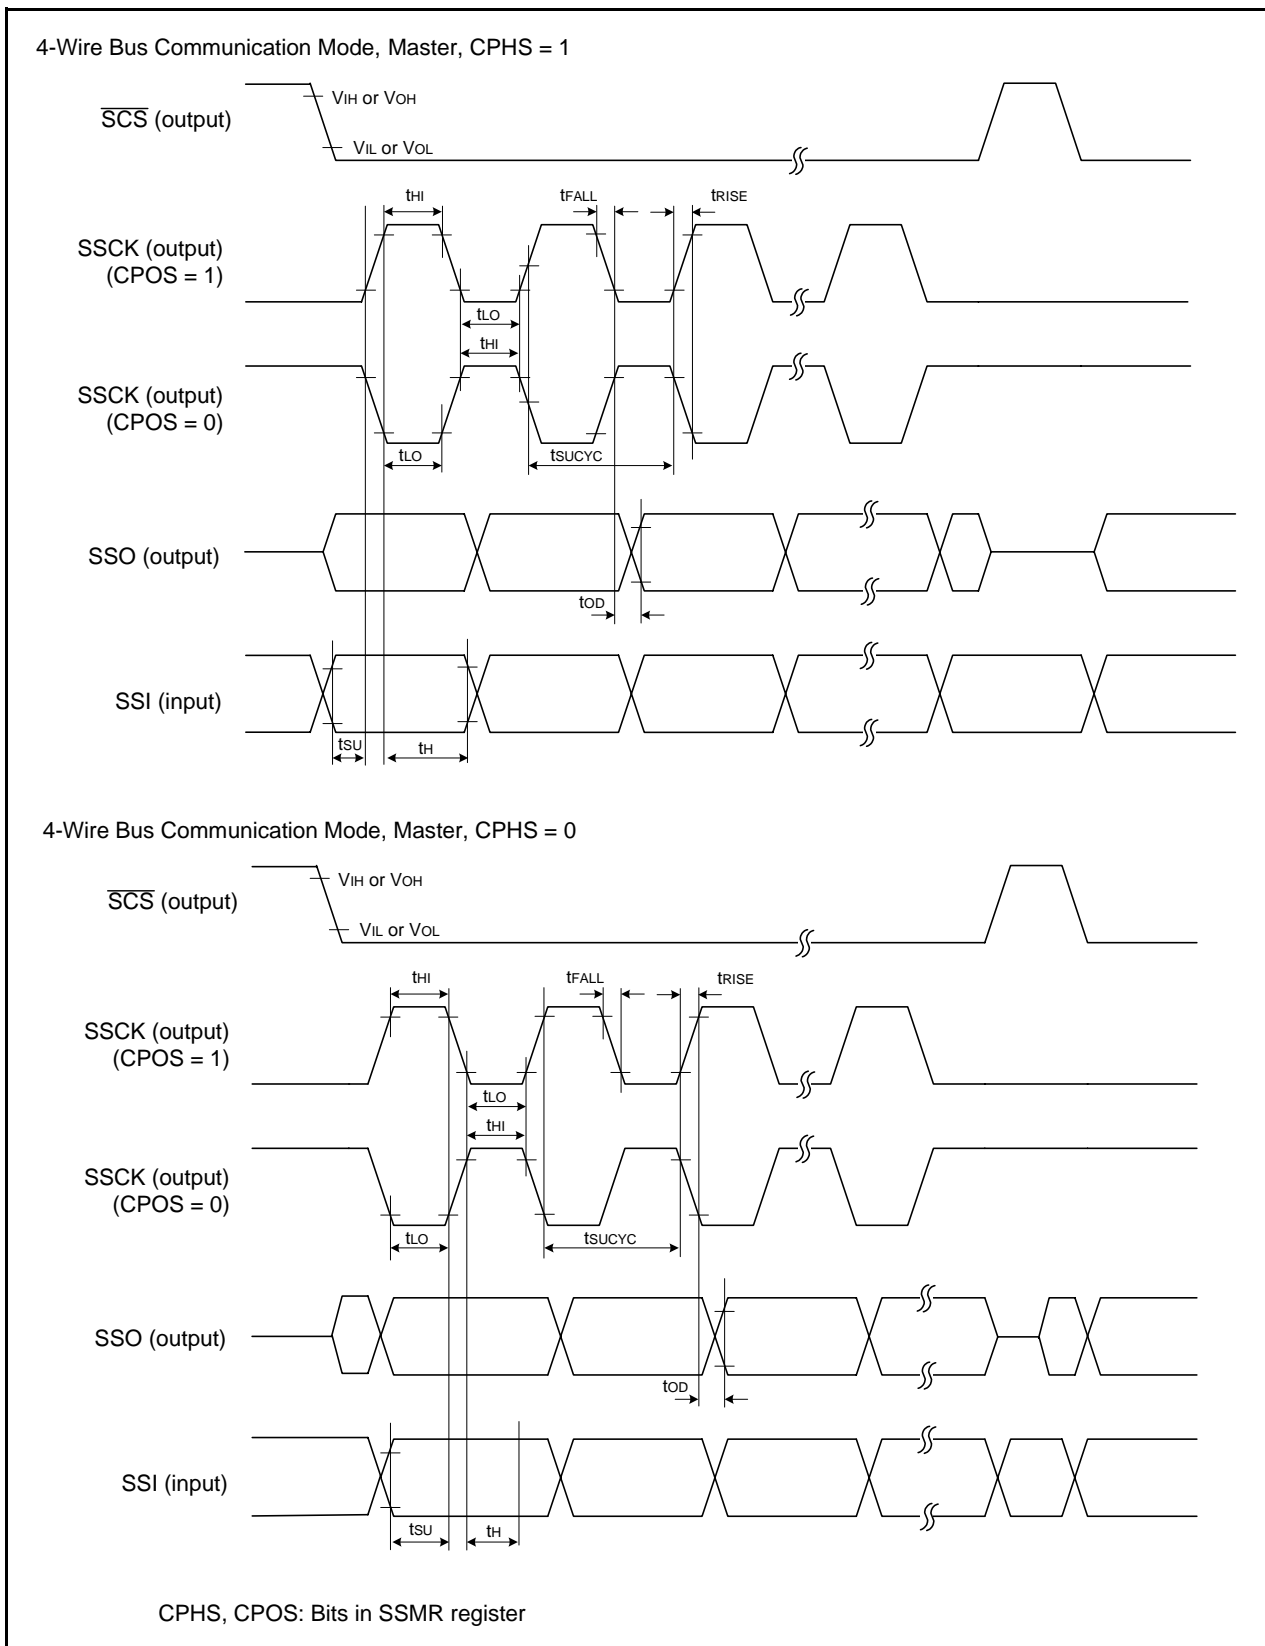 4-Wire Bus Communication Mode, Master, CPHS = 1
SCS (output)
VIH or VOH
VIL or VOL
tHI
tFALL
tRISE
SSCK (output)
(CPOS = 1)
tLO
tHI
SSCK (output)
(CPOS = 0)
tLO
tSUCYC
SSO (output)
tOD
SSI (input)
tSU
tH
4-Wire Bus Communication Mode, Master, CPHS = 0
SCS (output)
VIH or VOH
VIL or VOL
tHI
tFALL
tRISE
SSCK (output)
(CPOS = 1)
tLO
tHI
SSCK (output)
(CPOS = 0)
tLO
tSUCYC
SSO (output)
tOD
SSI (input)
tSU
tH
CPHS, CPOS: Bits in SSMR register